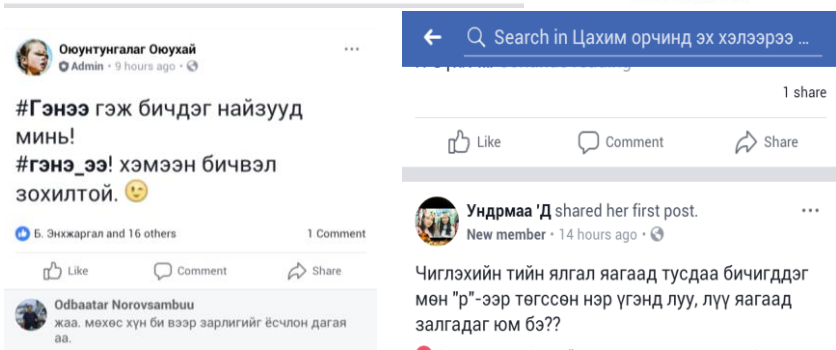 Оюунтунгалаг Оюухай
Admin · 9 hours ago ·
#Гэнээ гэж бичдэг найзууд
минь!
#гэнэ_ээ! хэмээн бичвэл
зохилтой. 😉
Б. Энхжаргал and 16 others 1 Comment
Like Comment Share
Odbaatar Norovsambuu
жаа. мөхөс хүн би вээр зарлигийг ёсчлон дагая
аа.
Search in Цахим орчинд эх хэлээрээ ...
1 share
Like Comment Share
Ундрмаа 'Д shared her first post.
New member · 14 hours ago ·
Чиглэхийн тийн ялгал яагаад тусдаа бичигддэг
мөн "р"-ээр төгссөн нэр үгэнд луу, лүү яагаад
залгадаг юм бэ??